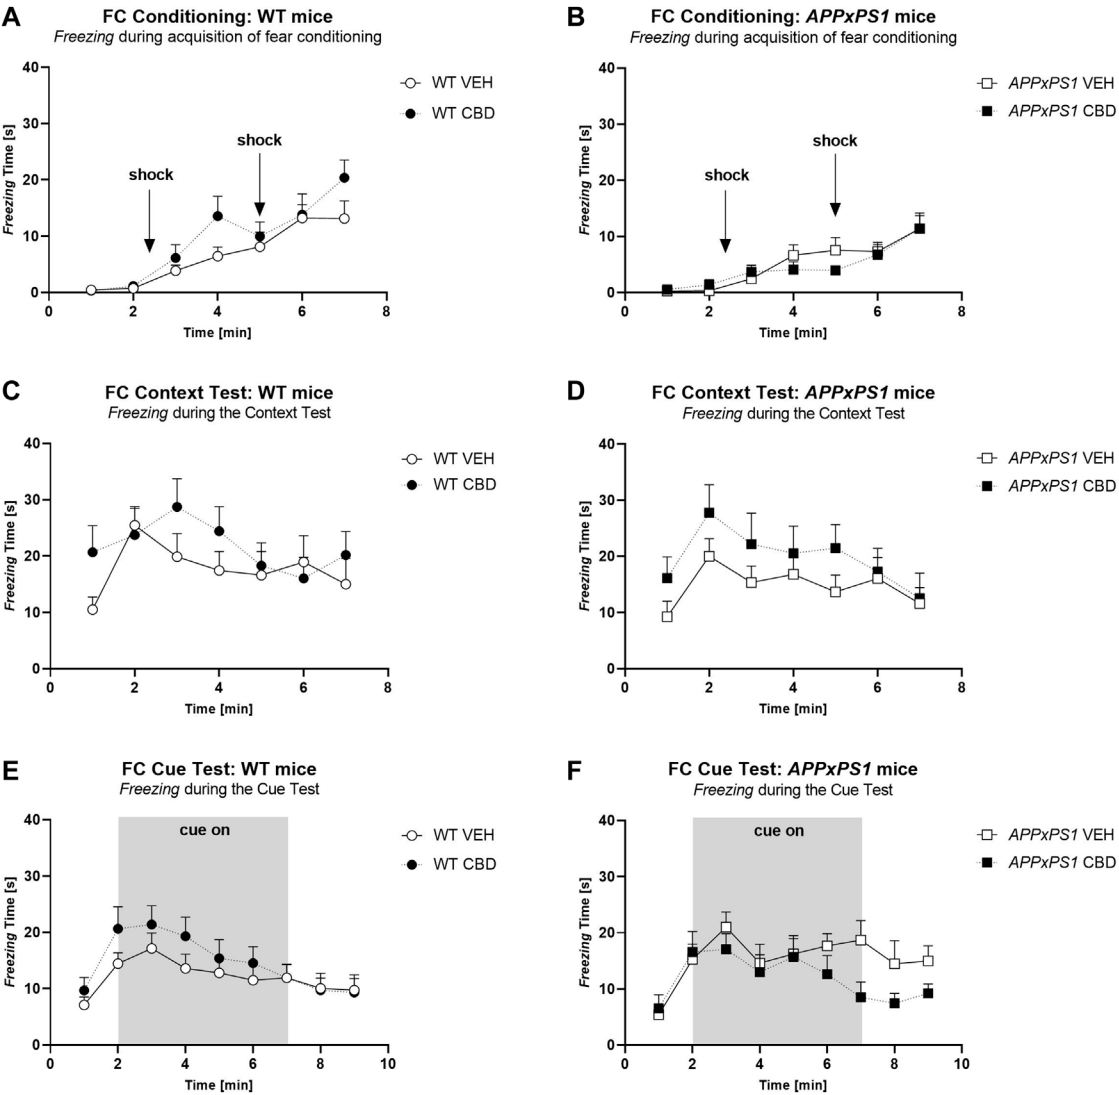 A
FC Conditioning: WT mice
Freezing during acquisition of fear conditioning
40
30
20
10
0
Freezing Time [s]
0 2 4 6 8
Time [min]
shock
shock
WT VEH
WT CBD
B
FC Conditioning: APPxPS1 mice
Freezing during acquisition of fear conditioning
40
30
20
10
0
Freezing Time [s]
0 2 4 6 8
Time [min]
shock
shock
APPxPS1 VEH
APPxPS1 CBD
C
FC Context Test: WT mice
Freezing during the Context Test
40
30
20
10
0
Freezing Time [s]
0 2 4 6 8
Time [min]
WT VEH
WT CBD
D
FC Context Test: APPxPS1 mice
Freezing during the Context Test
40
30
20
10
0
Freezing Time [s]
0 2 4 6 8
Time [min]
APPxPS1 VEH
APPxPS1 CBD
E
FC Cue Test: WT mice
Freezing during the Cue Test
40
30
20
10
0
Freezing Time [s]
0 2 4 6 8 10
Time [min]
cue on
WT VEH
WT CBD
F
FC Cue Test: APPxPS1 mice
Freezing during the Cue Test
40
30
20
10
0
Freezing Time [s]
0 2 4 6 8 10
Time [min]
cue on
APPxPS1 VEH
APPxPS1 CBD